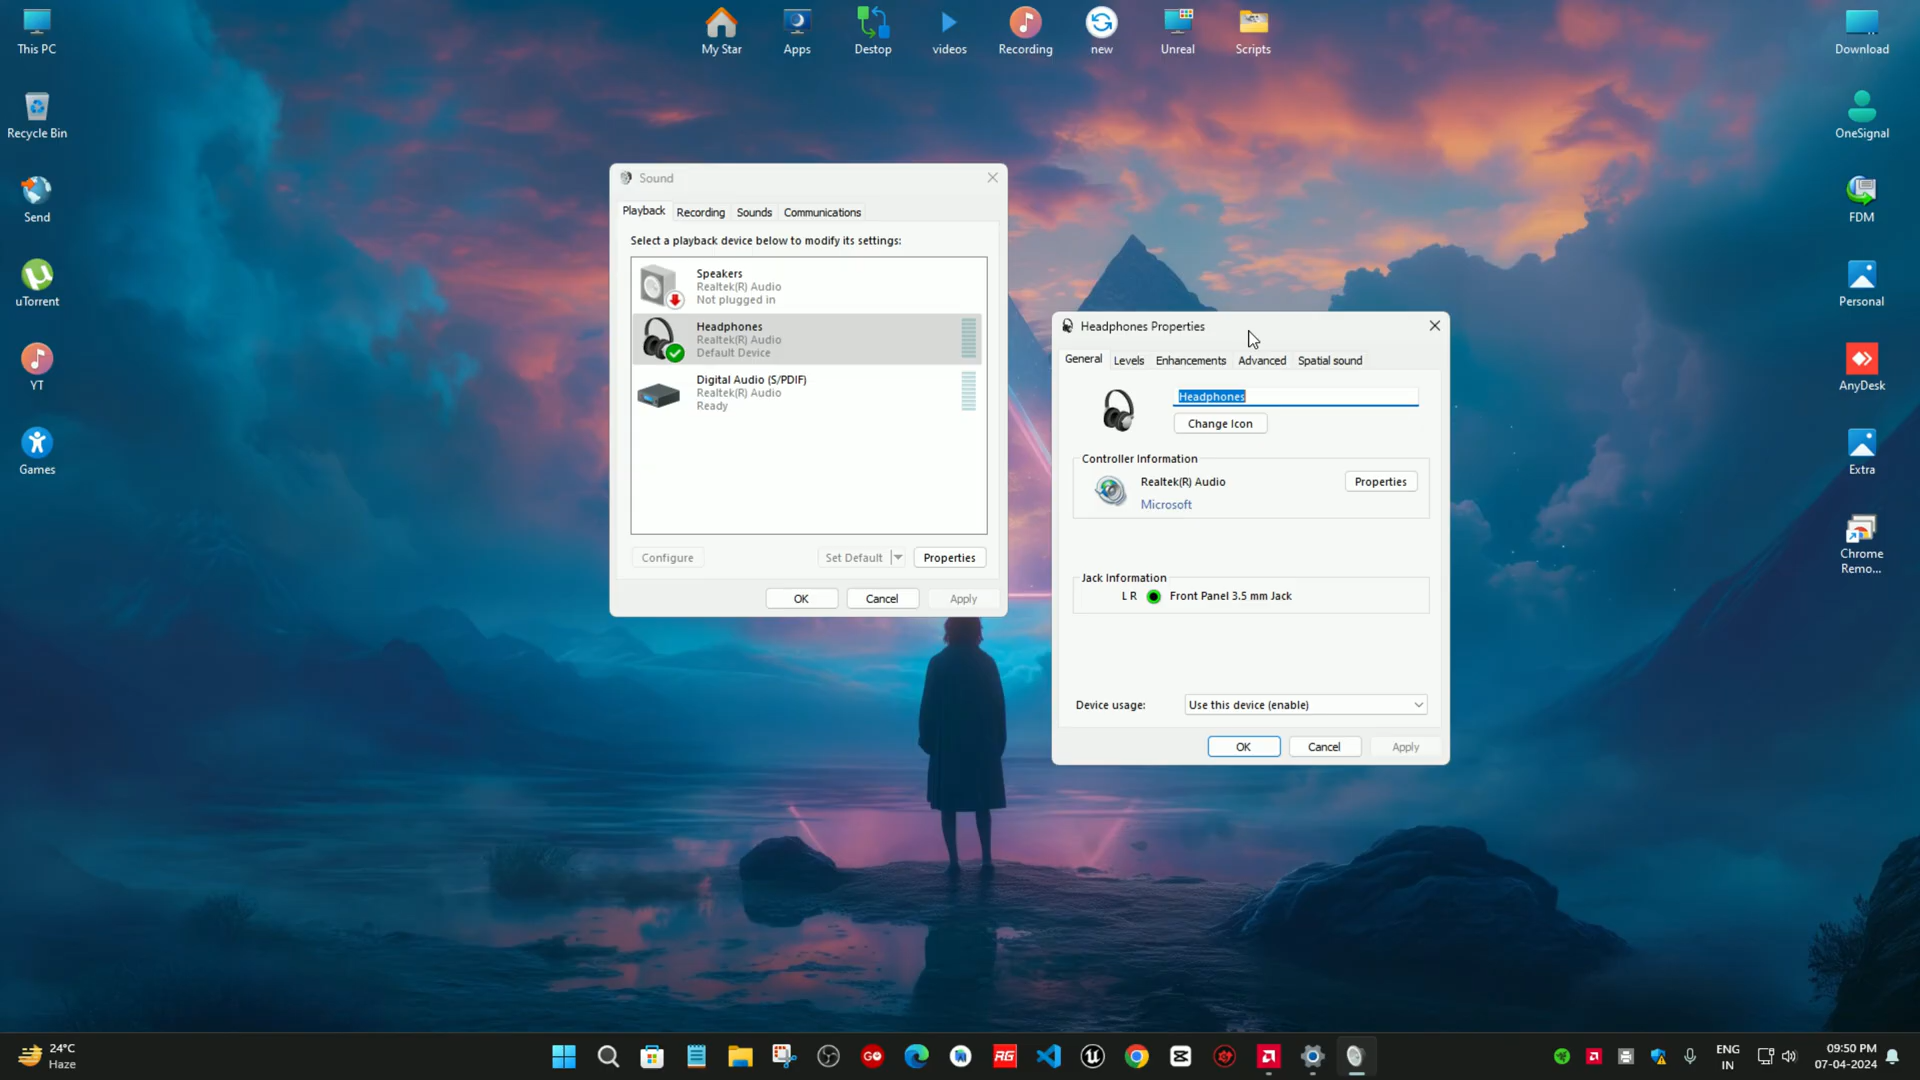 This PC
Recycle Bin
Send
uTorrent
YT
Games
My Star
Apps
Destop
videos
Recording
new
Unreal
Scripts
Download
OneSignal
FDM
Personal
AnyDesk
Extra
Chrome
Remo...
Sound
Playback
Recording
Sounds
Communications
Select a playback device below to modify its settings:
Speakers
Realtek(R) Audio
Not plugged in
Headphones
Realtek(R) Audio
Default Device
Digital Audio (S/PDIF)
Realtek(R) Audio
Ready
Configure
Set Default
Properties
OK
Cancel
Apply
Headphones Properties
General
Levels
Enhancements
Advanced
Spatial sound
Headphones
Change Icon
Controller Information
Realtek(R) Audio
Properties
Microsoft
Jack Information
L R
Front Panel 3.5 mm Jack
Device usage:
Use this device (enable)
OK
Cancel
Apply
24°C
Haze
GO
RG
ENG
IN
09:50 PM
07-04-2024